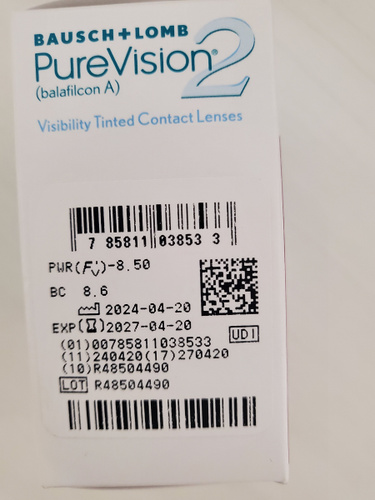 BAUSCH+LOMB
PureVision®2
(balafilcon A)
Visibility Tinted Contact Lenses
7 85811 03853 3
PWR(F'v)-8.50
BC 8.6
2024-04-20
EXP 2027-04-20
UDI
(01)00785811038533
(11)240420(17)270420
(10)R48504490
LOT R48504490